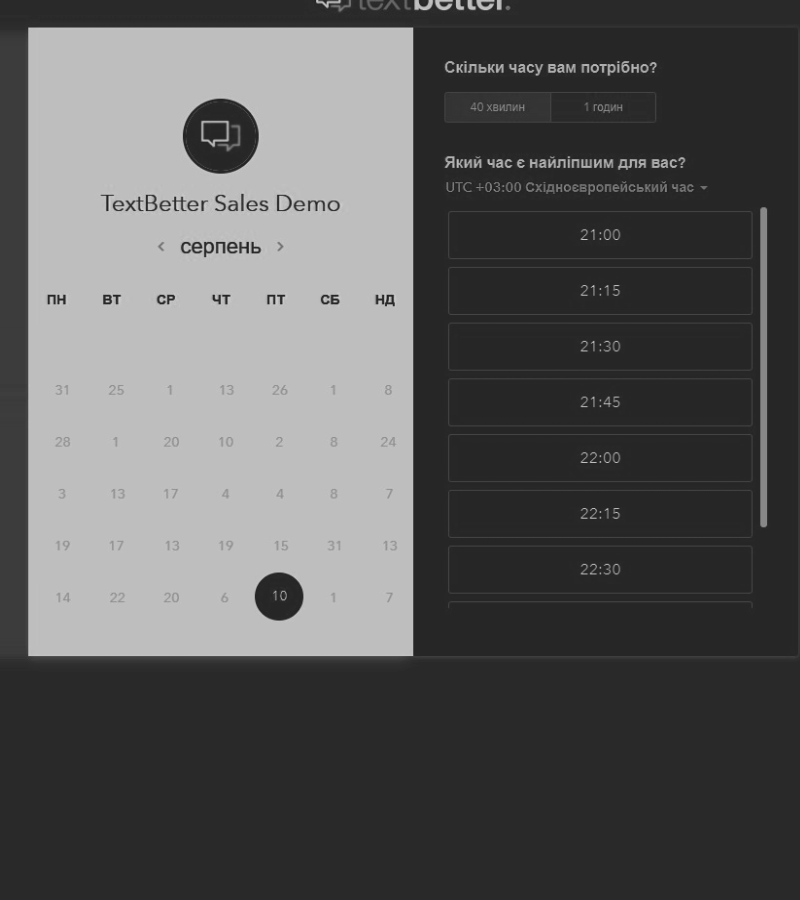 textbetter.
TextBetter Sales Demo
серпень
ПН ВТ СР ЧТ ПТ СБ НД
31 25 1 13 26 1 8
28 1 20 10 2 8 24
3 13 17 4 4 8 7
19 17 13 19 15 31 13
14 22 20 6 10 1 7
Скільки часу вам потрібно?
40 хвилин 1 годин
Який час є найліпшим для вас?
UTC +03:00 Східноєвропейський час
21:00
21:15
21:30
21:45
22:00
22:15
22:30